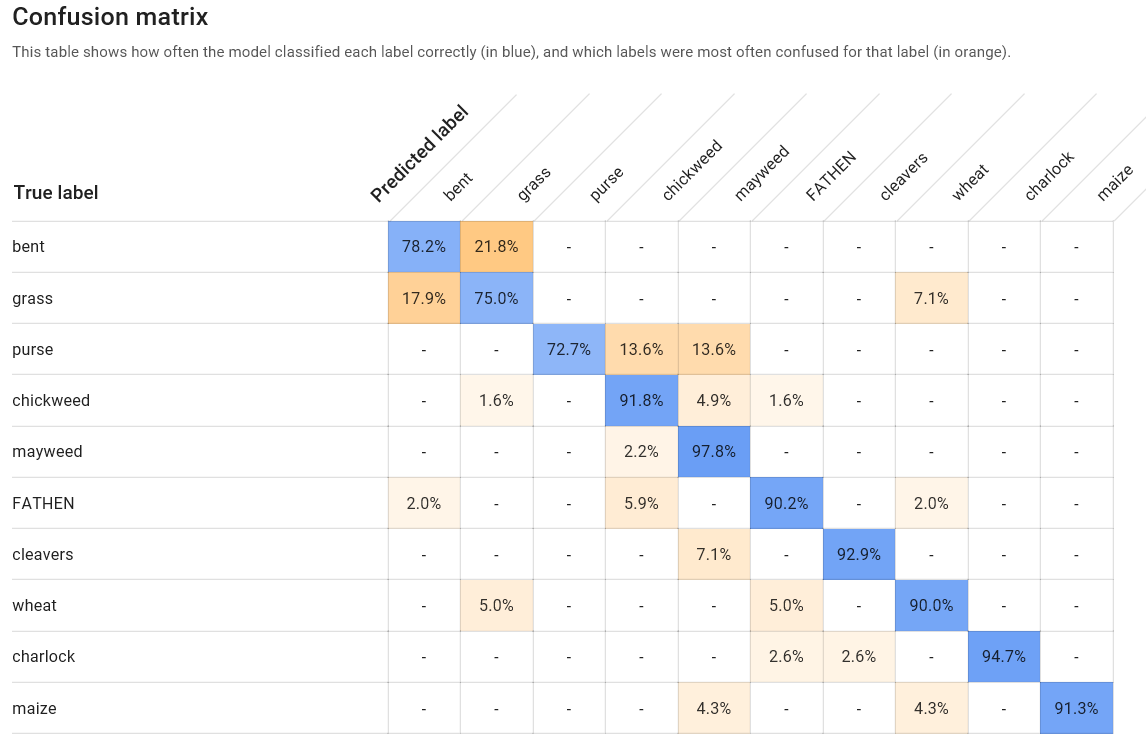 Confusion matrix
This table shows how often the model classified each label correctly (in blue), and which labels were most often confused for that label (in orange).
True label Predicted label bent grass purse chickweed mayweed FATHEN cleavers wheat charlock maize
bent 78.2% 21.8% - - - - - - - -
grass 17.9% 75.0% - - - - - 7.1% - -
purse - - 72.7% 13.6% 13.6% - - - - -
chickweed - 1.6% - 91.8% 4.9% 1.6% - - - -
mayweed - - - 2.2% 97.8% - - - - -
FATHEN 2.0% - - 5.9% - 90.2% - 2.0% - -
cleavers - - - - 7.1% - 92.9% - - -
wheat - 5.0% - - - 5.0% - 90.0% - -
charlock - - - - - 2.6% 2.6% - 94.7% -
maize - - - - 4.3% - - 4.3% - 91.3%